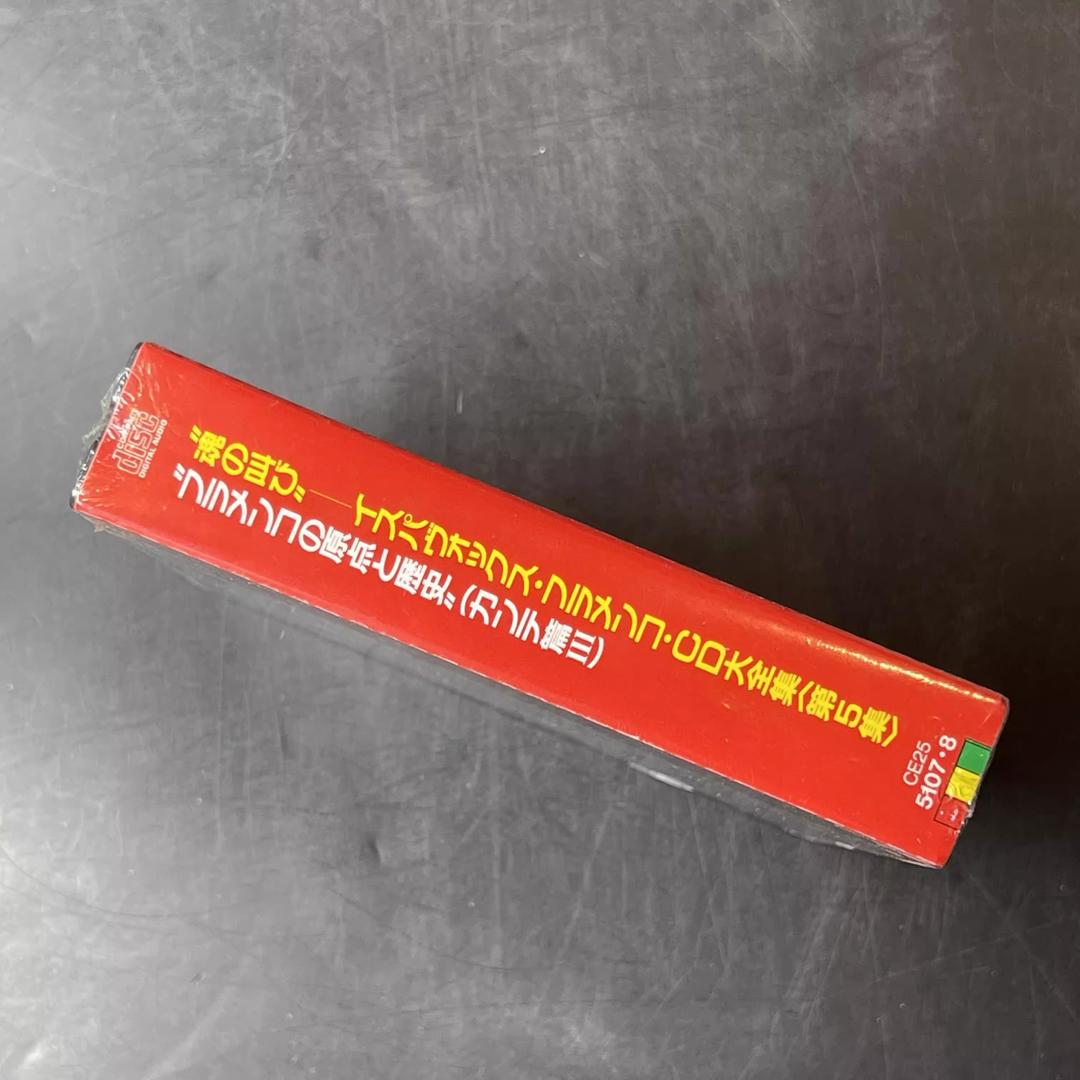 COMPACT
disc
DIGITAL AUDIO
"魂の叫び"──イスパヴォックス・フラメンコ・CD大全集〈第5集〉
"フラメンコの原点と歴史"(カンテ篇III)
CE25
5107・8